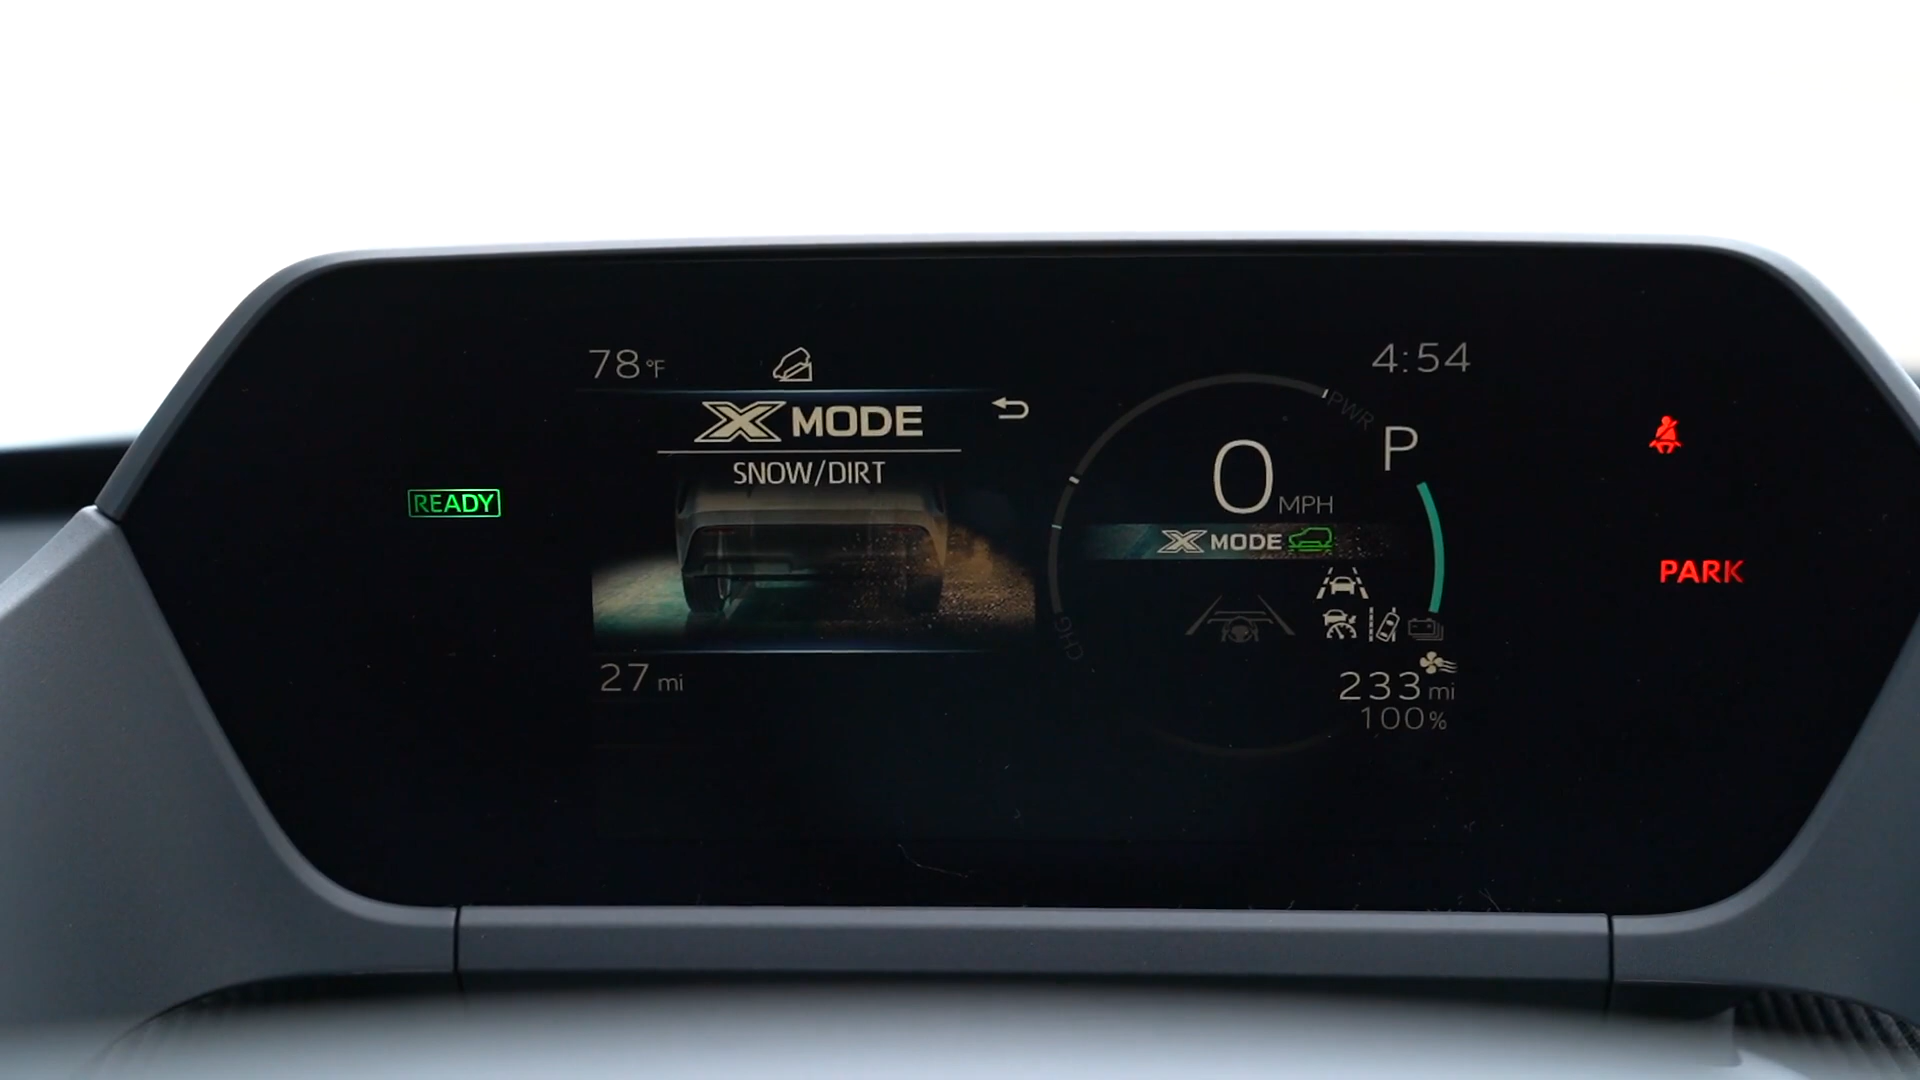 78 °F
4:54
X MODE
SNOW/DIRT
PWR
P
0 MPH
READY
X MODE
PARK
CHG
27 mi
233 mi
100%